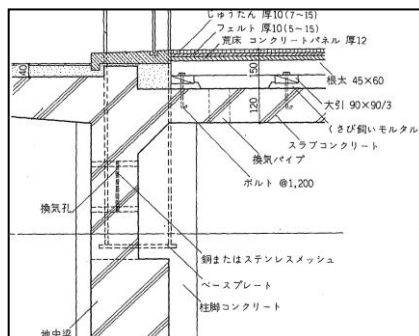 じゅうたん 厚10(7~15)
フェルト 厚10(5~15)
荒床 コンクリートパネル 厚12
40
150
根太 45×60
120
大引 90×90/3
(くさび飼いモルタル
スラブコンクリート
換気パイプ
ボルト @1,200
換気孔
銅またはステンレスメッシュ
ベースプレート
柱脚コンクリート
地中梁